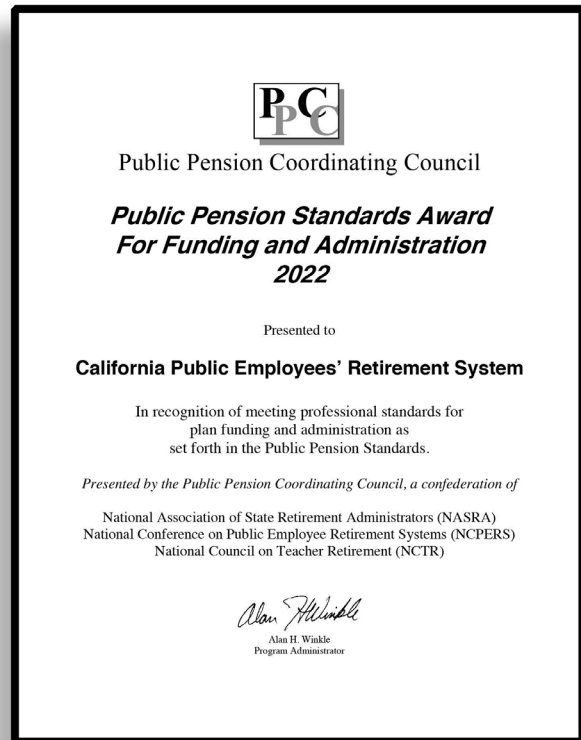 PPCC
Public Pension Coordinating Council
Public Pension Standards Award
For Funding and Administration
2022
Presented to
California Public Employees' Retirement System
In recognition of meeting professional standards for
plan funding and administration as
set forth in the Public Pension Standards.
Presented by the Public Pension Coordinating Council, a confederation of
National Association of State Retirement Administrators (NASRA)
National Conference on Public Employee Retirement Systems (NCPERS)
National Council on Teacher Retirement (NCTR)
Alan H Winkle
Alan H. Winkle
Program Administrator